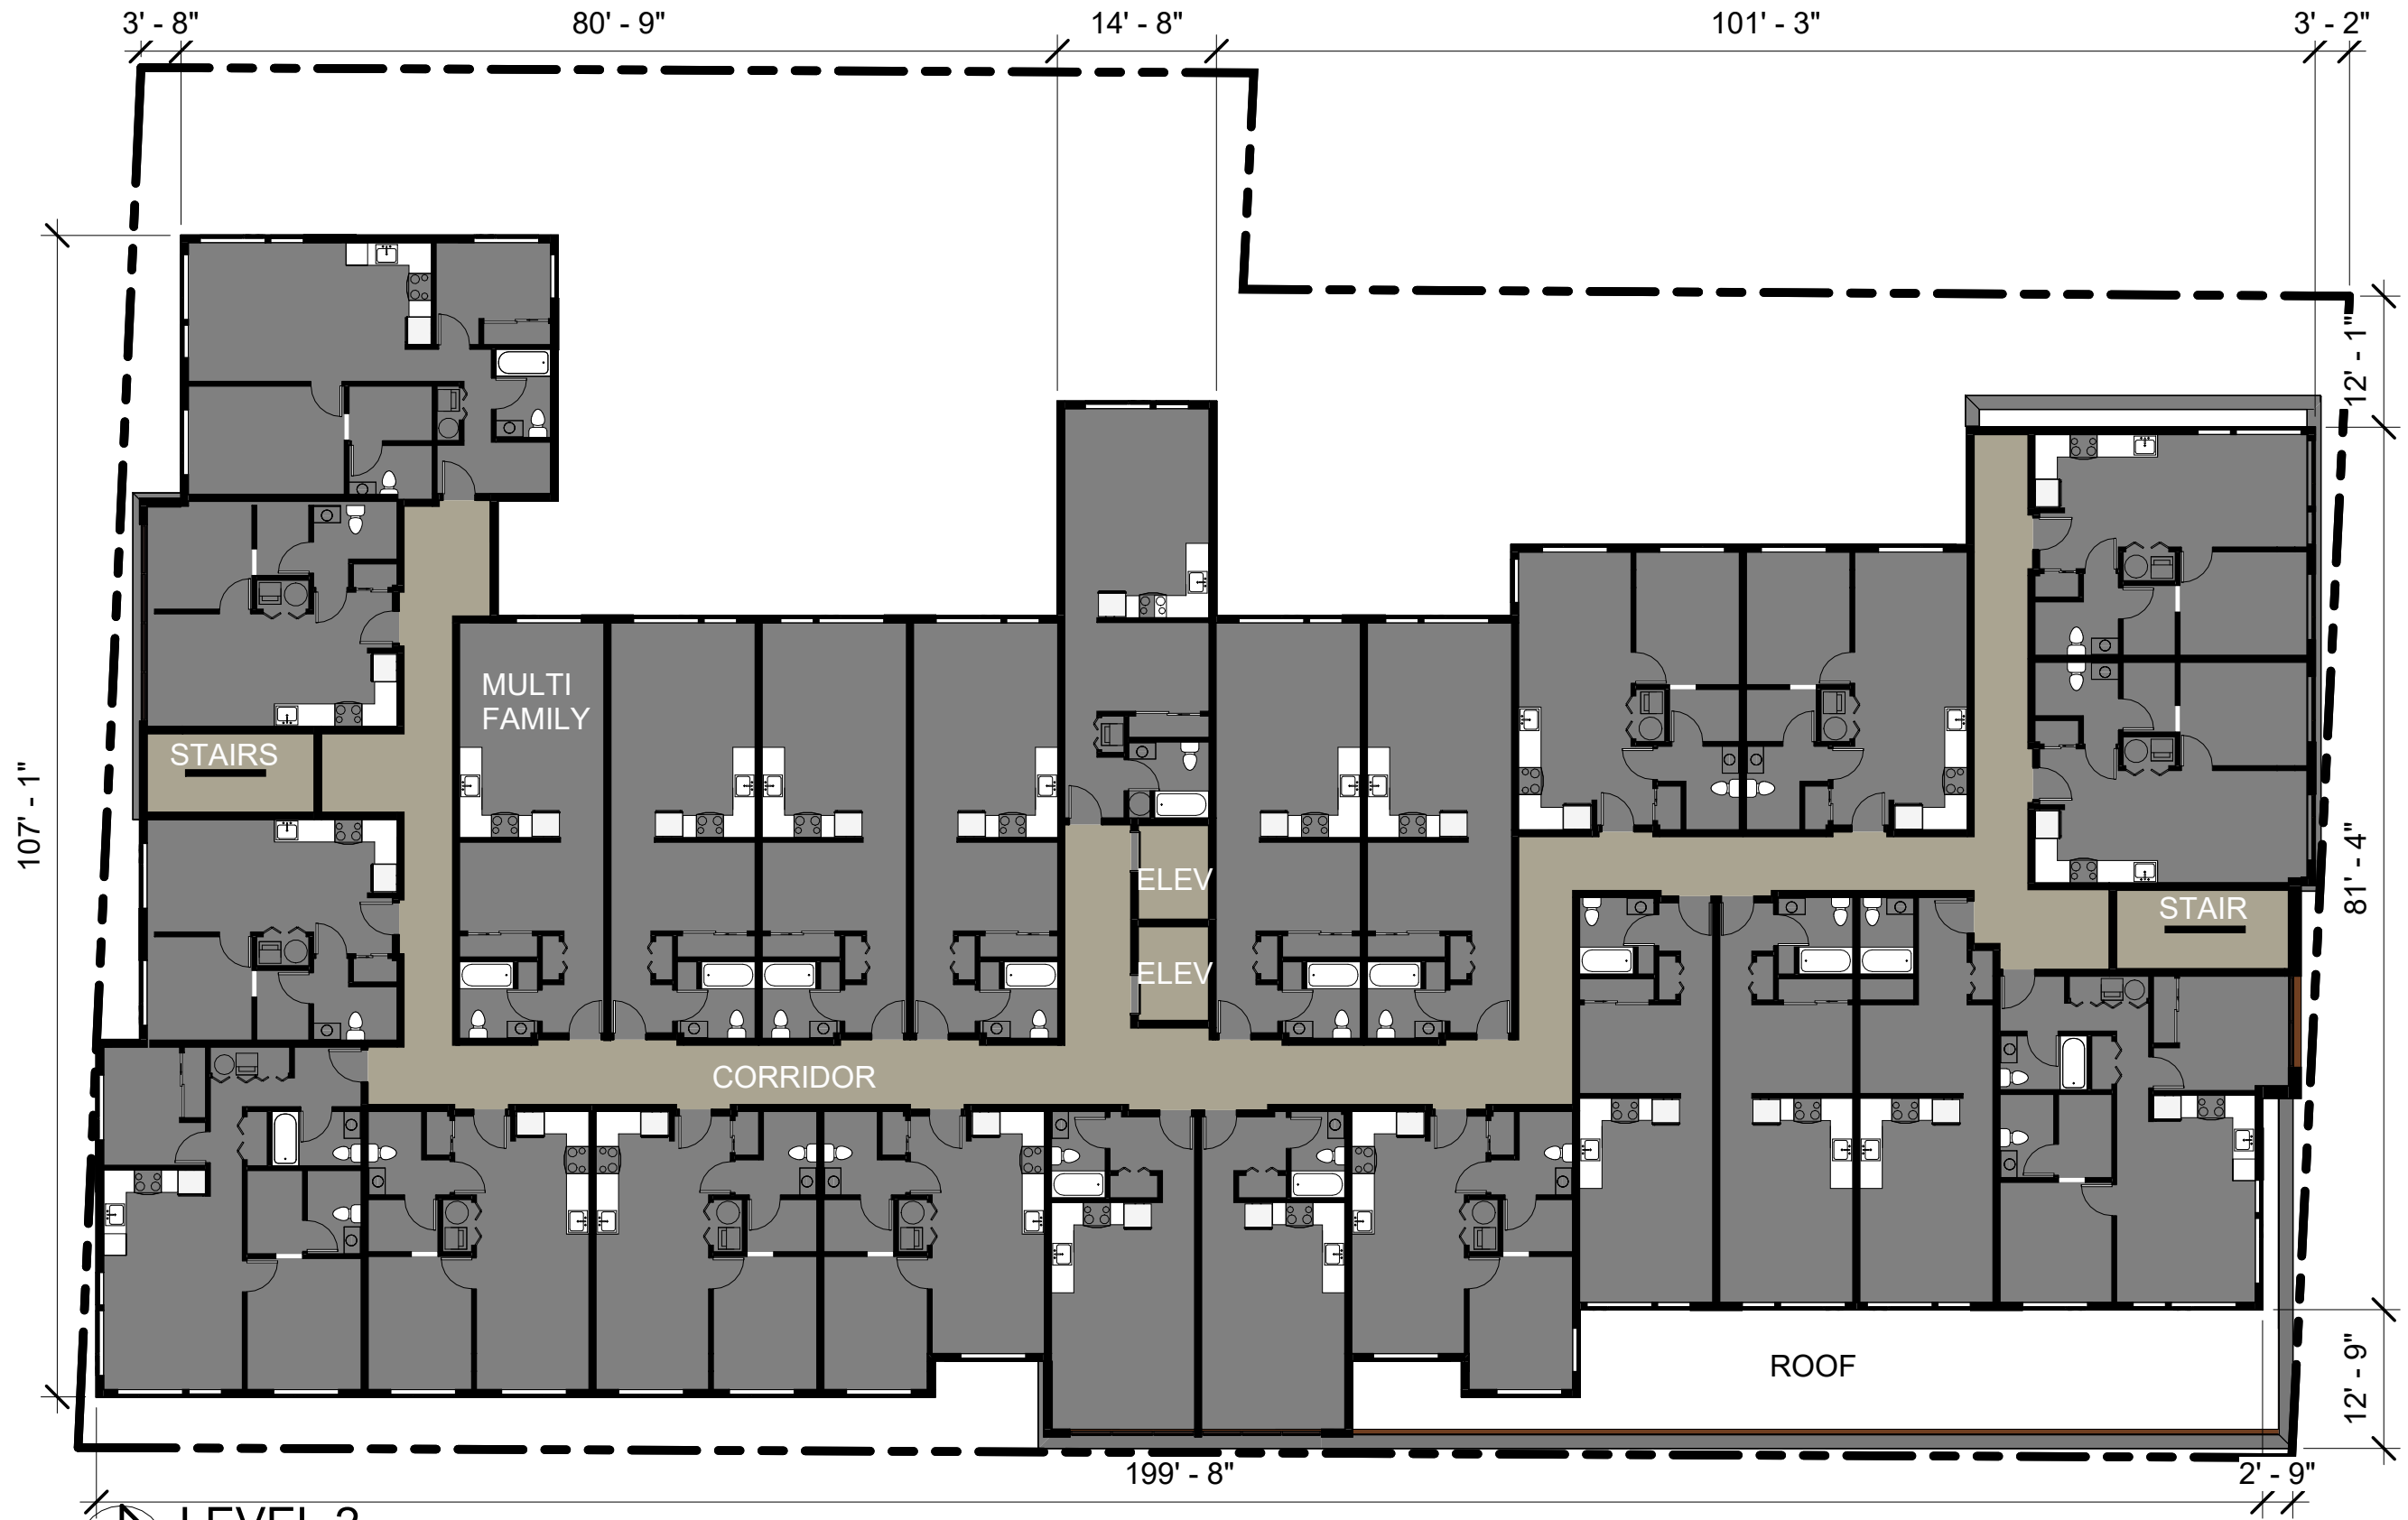 3' - 8"
80' - 9"
14' - 8"
101' - 3"
3' - 2"
12' - 1"
MULTI
FAMILY
STAIRS
107' - 1"
ELEV
81' - 4"
STAIR
ELEV
CORRIDOR
ROOF
12' - 9"
199' - 8"
2' - 9"
LEVEL